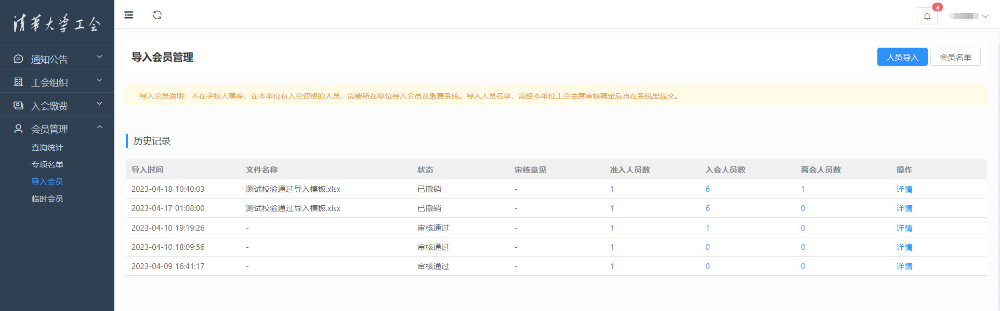 清华大学工会
4
通知公告
工会组织
入会缴费
会员管理
查询统计
专项名单
导入会员
临时会员
导入会员管理
人员导入
会员名单
导入会员说明：不在学校人事库，在本单位有入会资格的人员，需要所在单位导入会员及缴费系统。导入人员名单，需经本单位工会主席审核确定后再在系统里提交。
历史记录
导入时间 文件名称 状态 审核意见 准入人员数 入会人员数 离会人员数 操作
2023-04-18 10:40:03 测试校验通过导入模板.xlsx 已撤销 - 1 6 1 详情
2023-04-17 01:08:00 测试校验通过导入模板.xlsx 已撤销 - 1 6 0 详情
2023-04-10 19:19:26 - 审核通过 - 1 1 0 详情
2023-04-10 18:09:56 - 审核通过 - 1 0 0 详情
2023-04-09 16:41:17 - 审核通过 - 1 0 0 详情